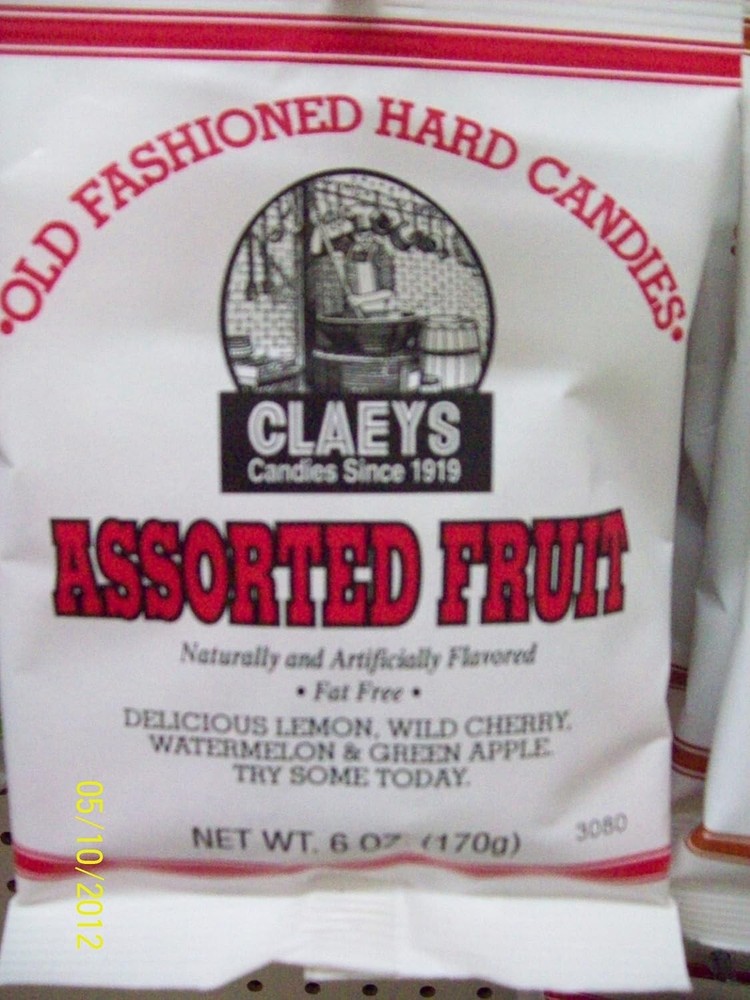 •OLD FASHIONED HARD CANDIES•
CLAEYS
Candies Since 1919
ASSORTED FRUIT
Naturally and Artificially Flavored
• Fat Free •
DELICIOUS LEMON, WILD CHERRY,
WATERMELON & GREEN APPLE.
TRY SOME TODAY.
NET WT. 6 OZ (170g)
3080
05/10/2012